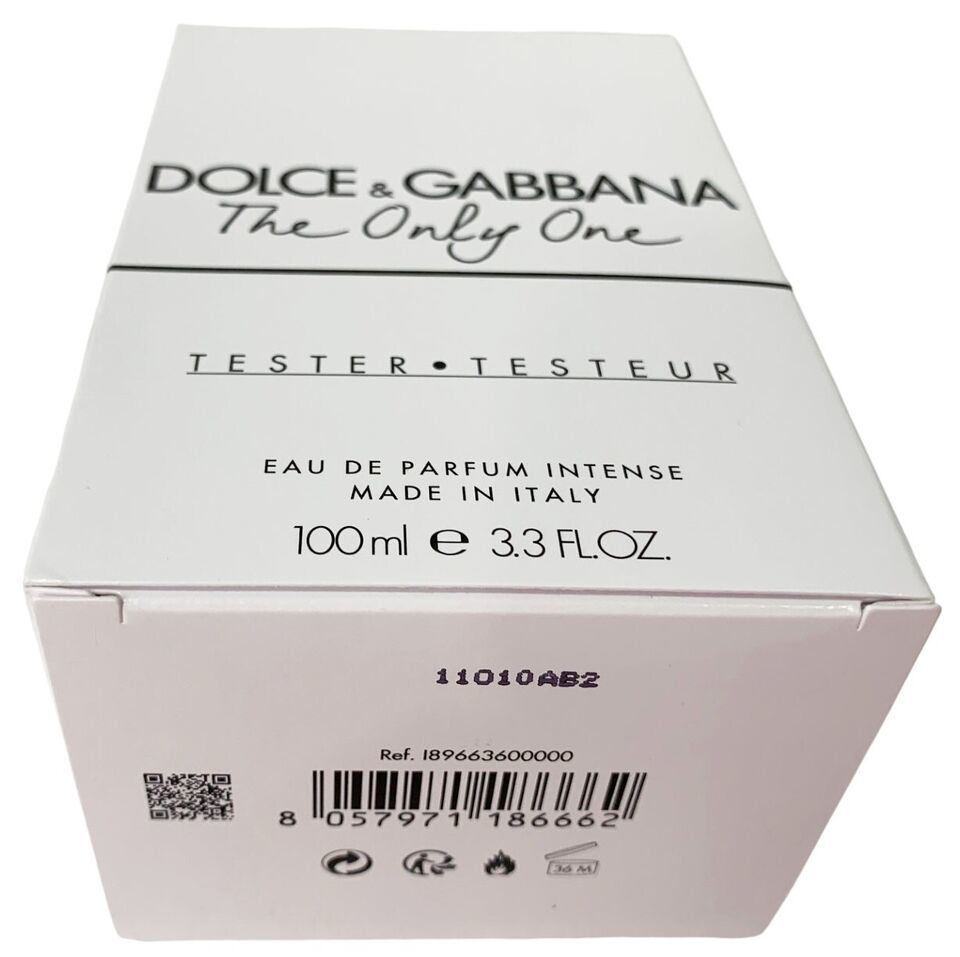 DOLCE & GABBANA
The Only One
TESTER • TESTEUR
EAU DE PARFUM INTENSE
MADE IN ITALY
100 ml ℮ 3.3 FL.OZ.
11010AB2
Ref. I89663600000
8 057971 186662
36 M